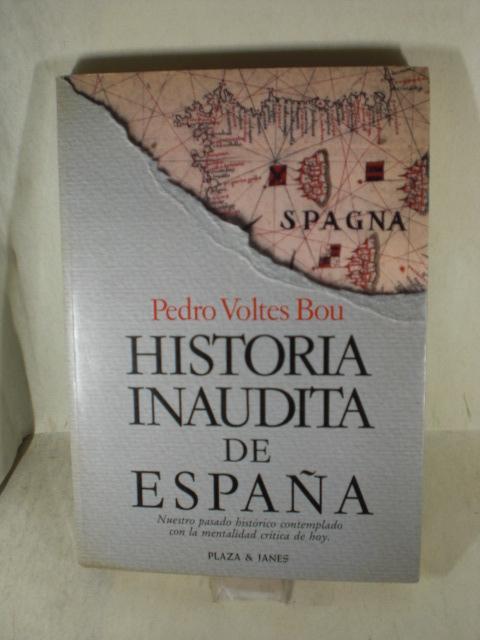 SPAGNA
Pedro Voltes Bou
HISTORIA
INAUDITA
DE
ESPAÑA
Nuestro pasado histórico contemplado
con la mentalidad crítica de hoy.
PLAZA & JANES